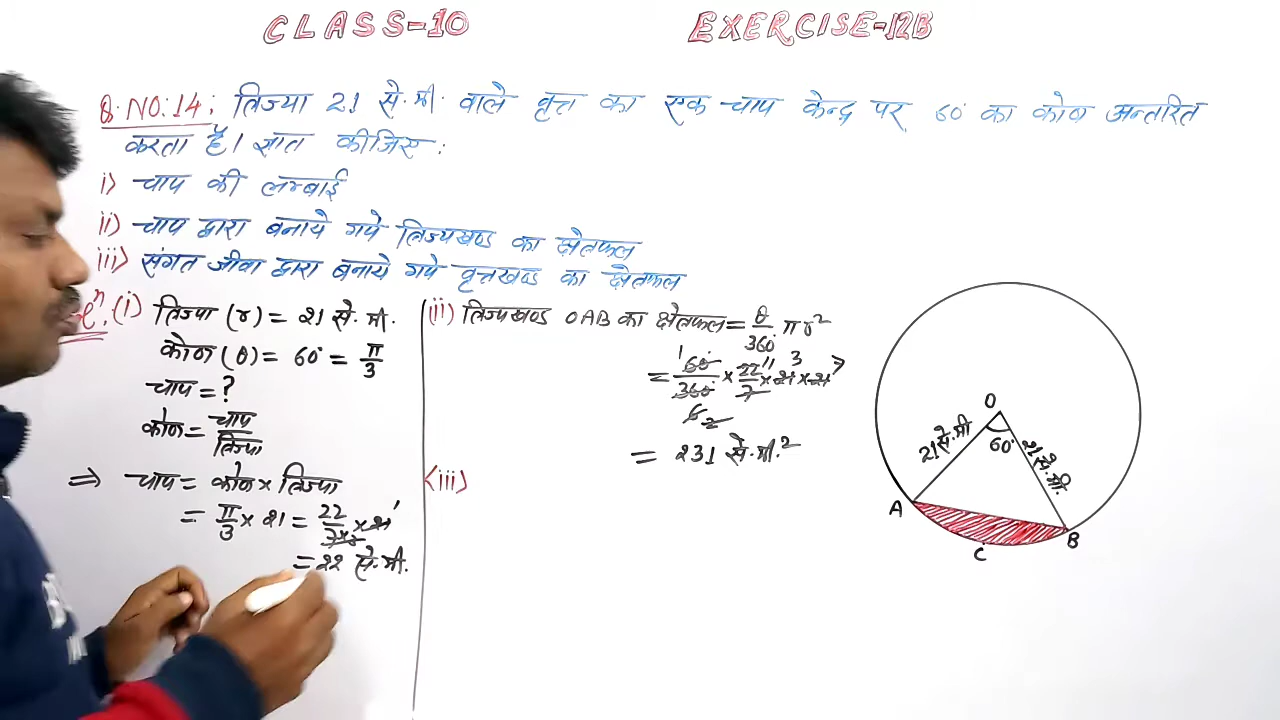 CLASS-10
EXERCISE-12B
Q.NO.14: त्रिज्या 21 से.मी. वाले वृत्त का एक चाप केन्द्र पर 60° का कोण अन्तरित
करता है। ज्ञात कीजिए:
i) चाप की लम्बाई
ii) चाप द्वारा बनाये गये त्रिज्यखण्ड का क्षेत्रफल
iii) संगत जीवा द्वारा बनाये गये वृत्तखण्ड का क्षेत्रफल
(i) त्रिज्या (r) = 21 से.मी.
कोण (θ) = 60° = π/3
चाप = ?
कोण = चाप/त्रिज्या
⇒ चाप = कोण × त्रिज्या
= π/3 × 21 = 22/7×3 × 21
= 22 से.मी.
(ii) त्रिज्यखण्ड OAB का क्षेत्रफल = θ/360° πr²
= 60°/360° × 22/7 × 21 × 21
= 231 से.मी.²
(iii)
O
21 से.मी
60°
21 से.मी.
A
B
C